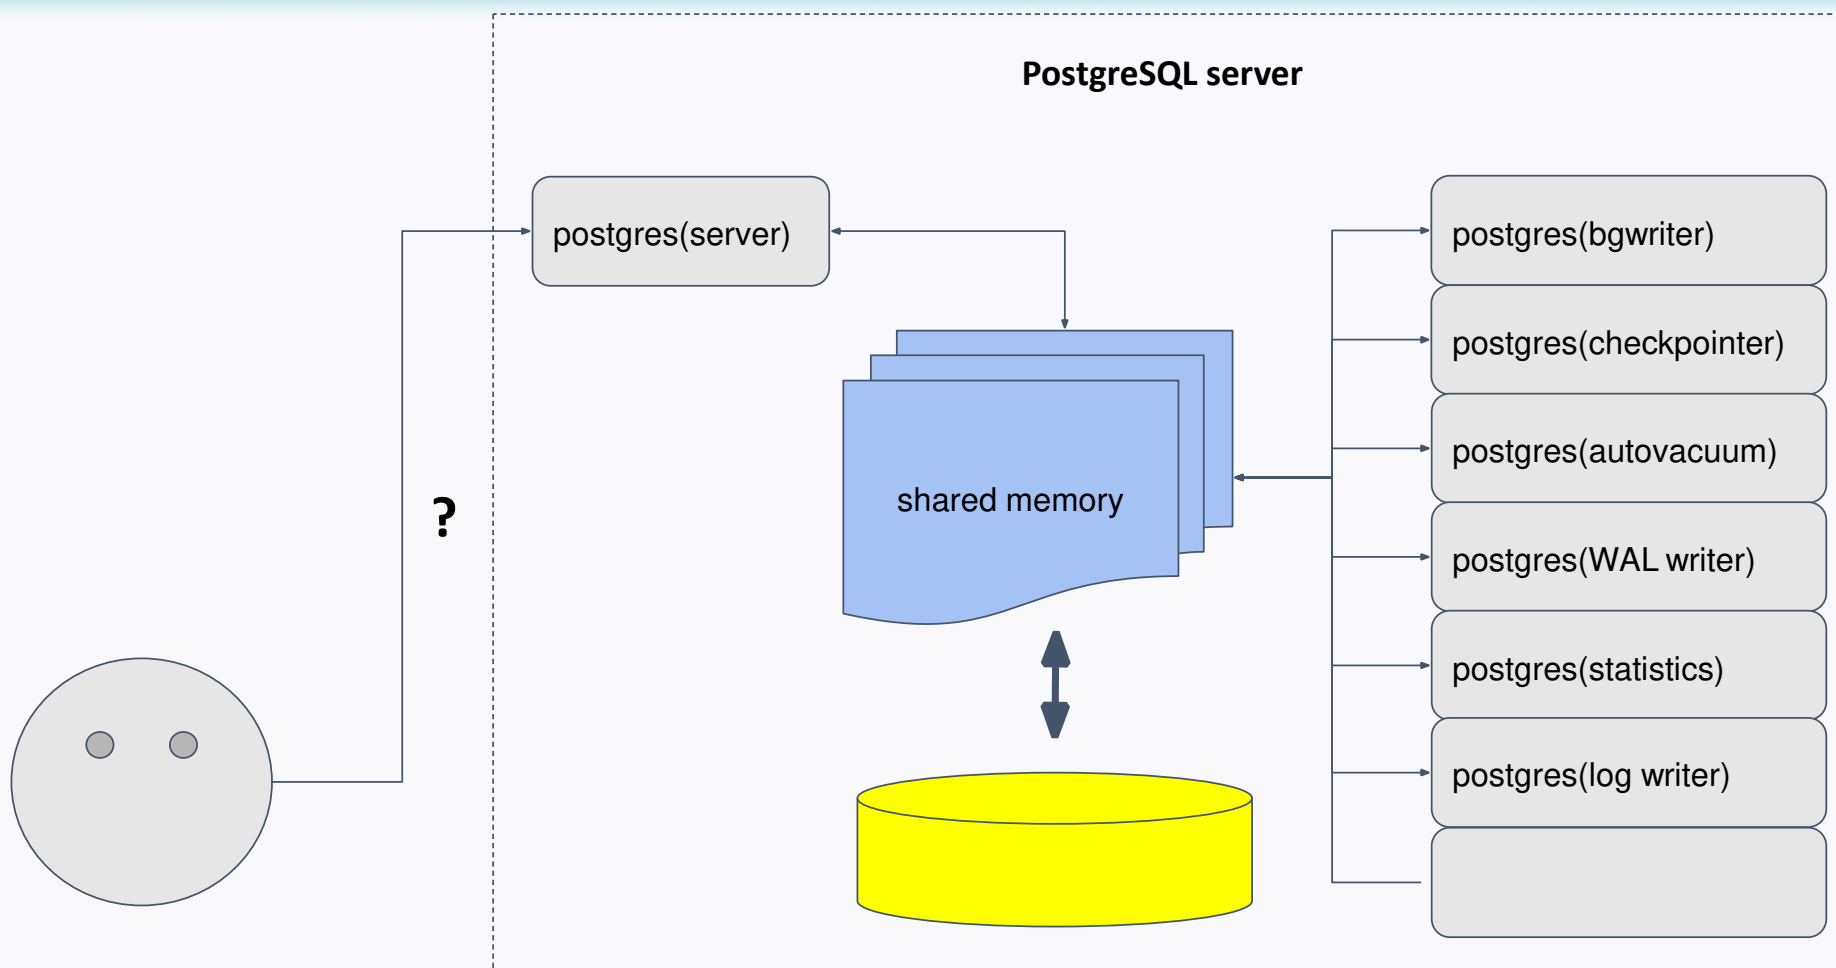 PostgreSQL server
postgres(server)
?
shared memory
postgres(bgwriter)
postgres(checkpointer)
postgres(autovacuum)
postgres(WAL writer)
postgres(statistics)
postgres(log writer)